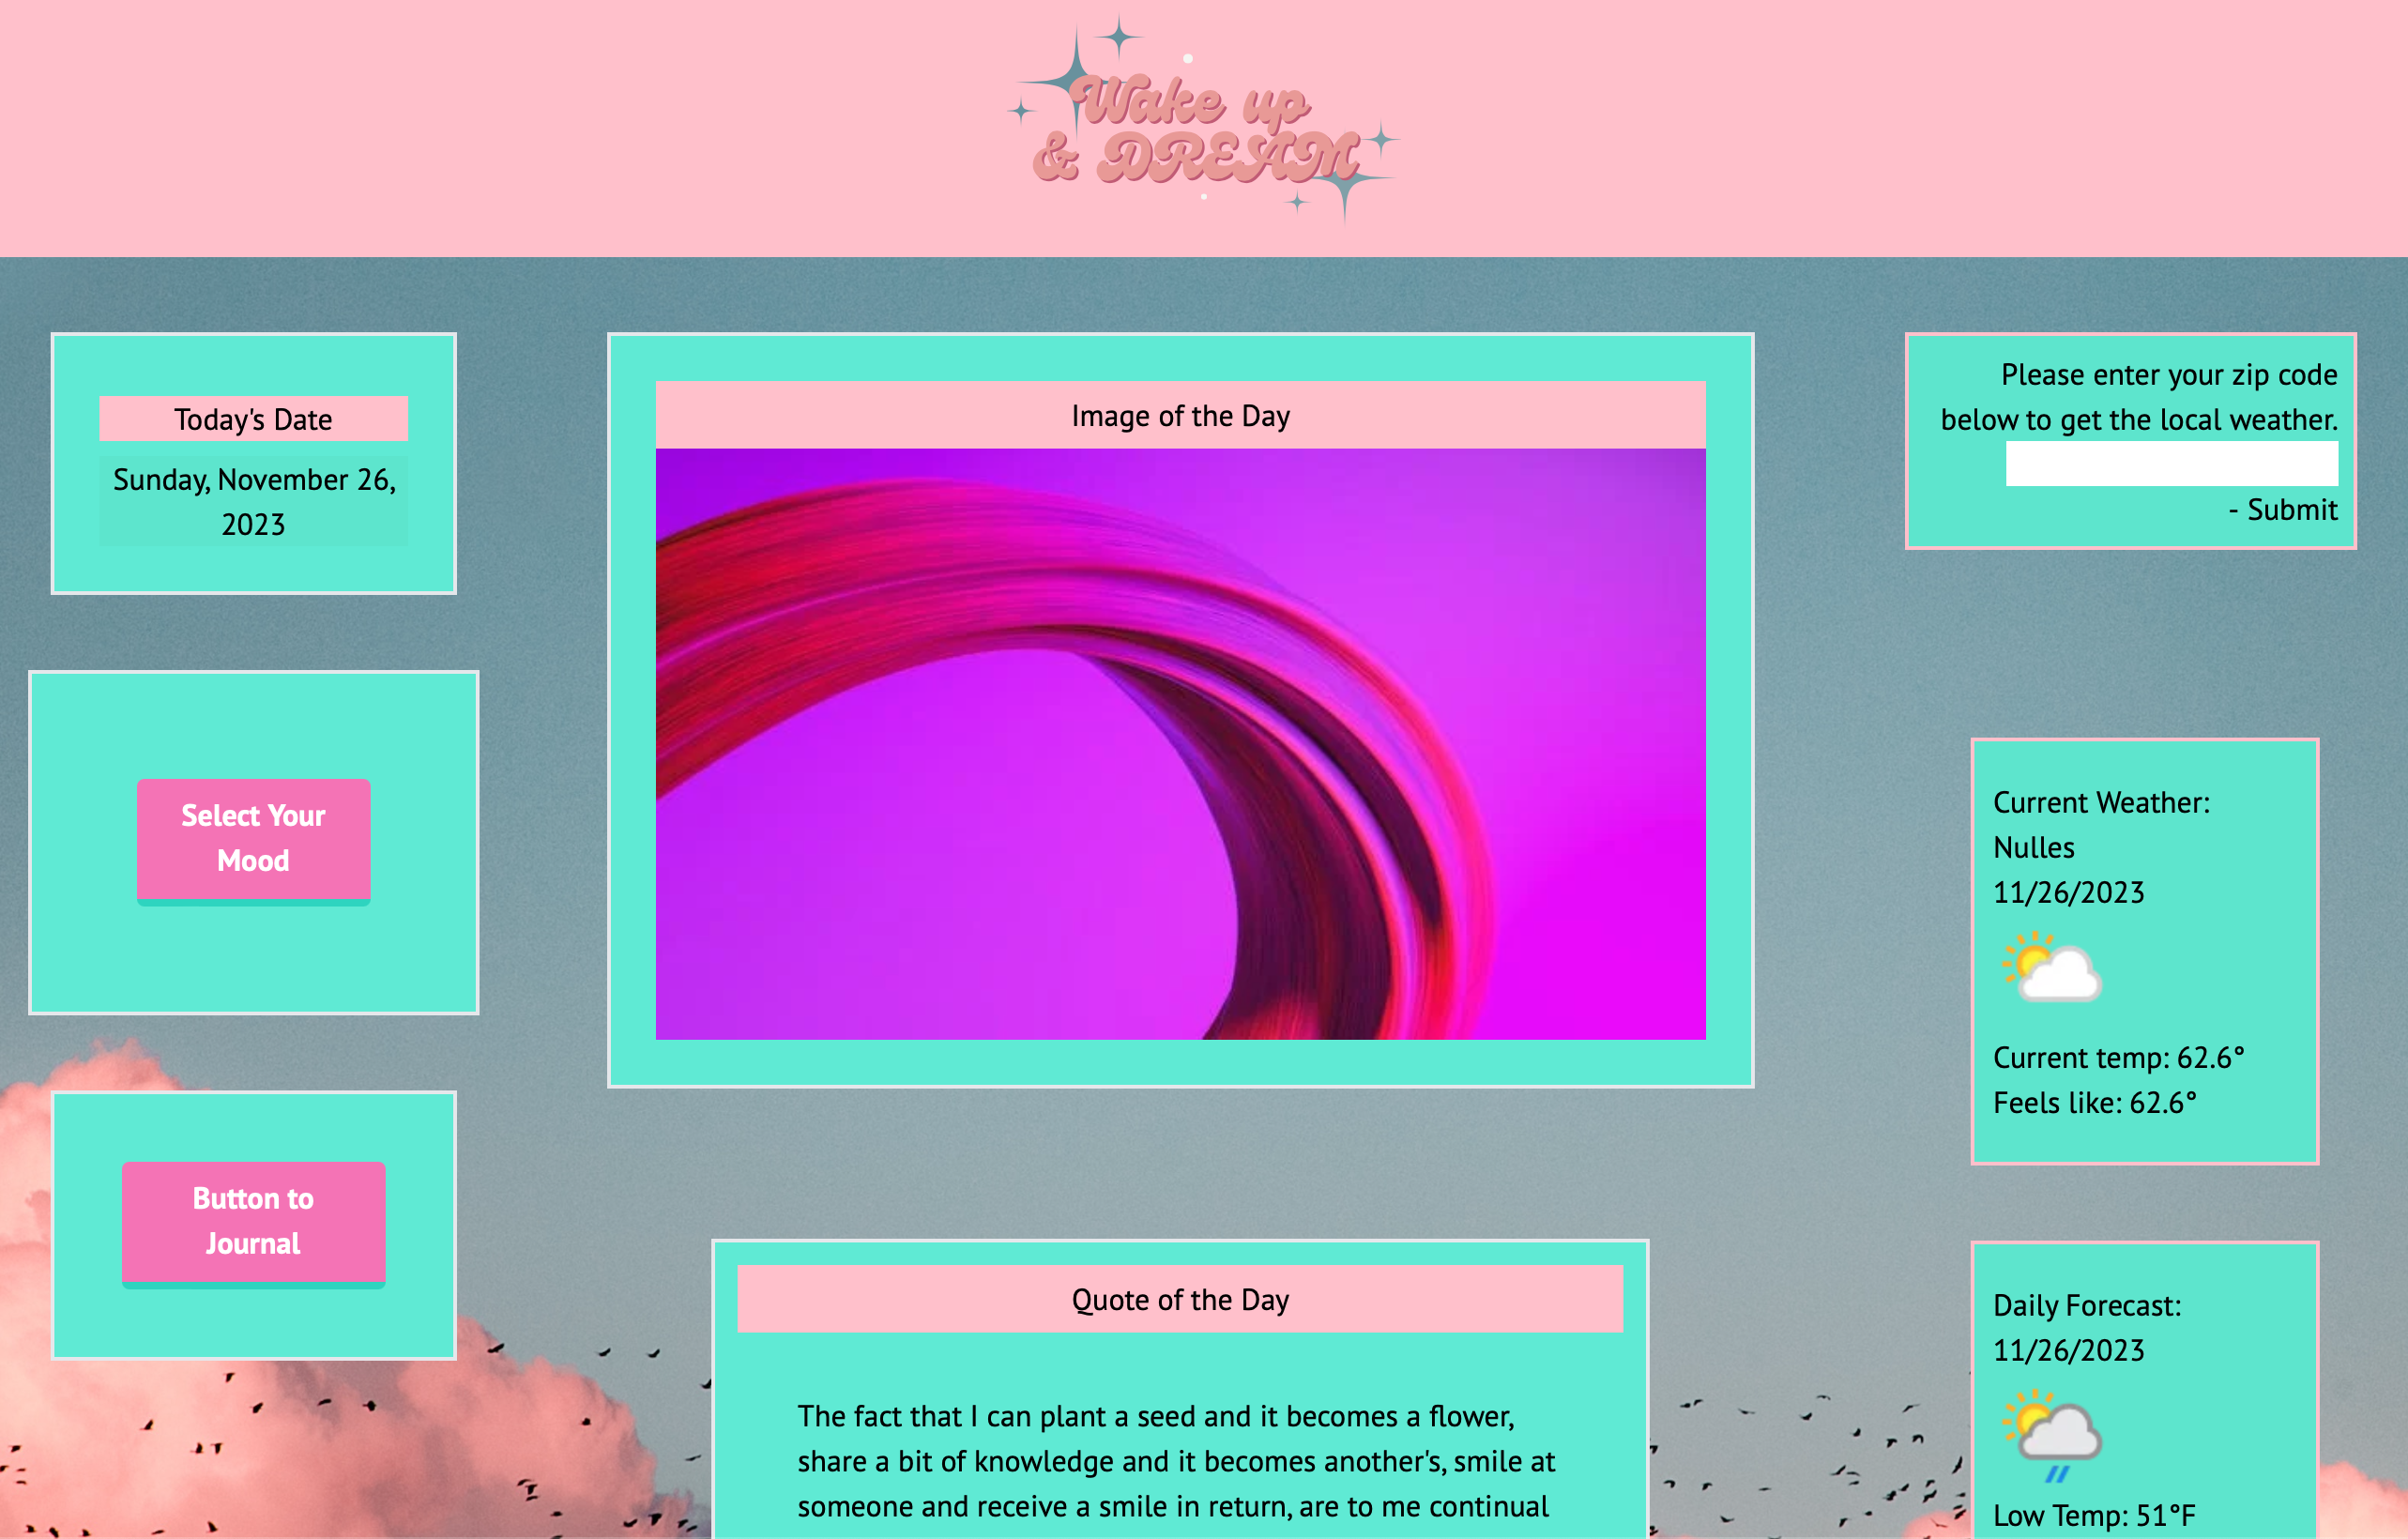 Wake up
& DREAM
Today's Date
Sunday, November 26,
2023
Select Your
Mood
Button to
Journal
Image of the Day
Quote of the Day
The fact that I can plant a seed and it becomes a flower,
share a bit of knowledge and it becomes another's, smile at
someone and receive a smile in return, are to me continual
Please enter your zip code
below to get the local weather.
- Submit
Current Weather:
Nulles
11/26/2023
Current temp: 62.6°
Feels like: 62.6°
Daily Forecast:
11/26/2023
Low Temp: 51°F